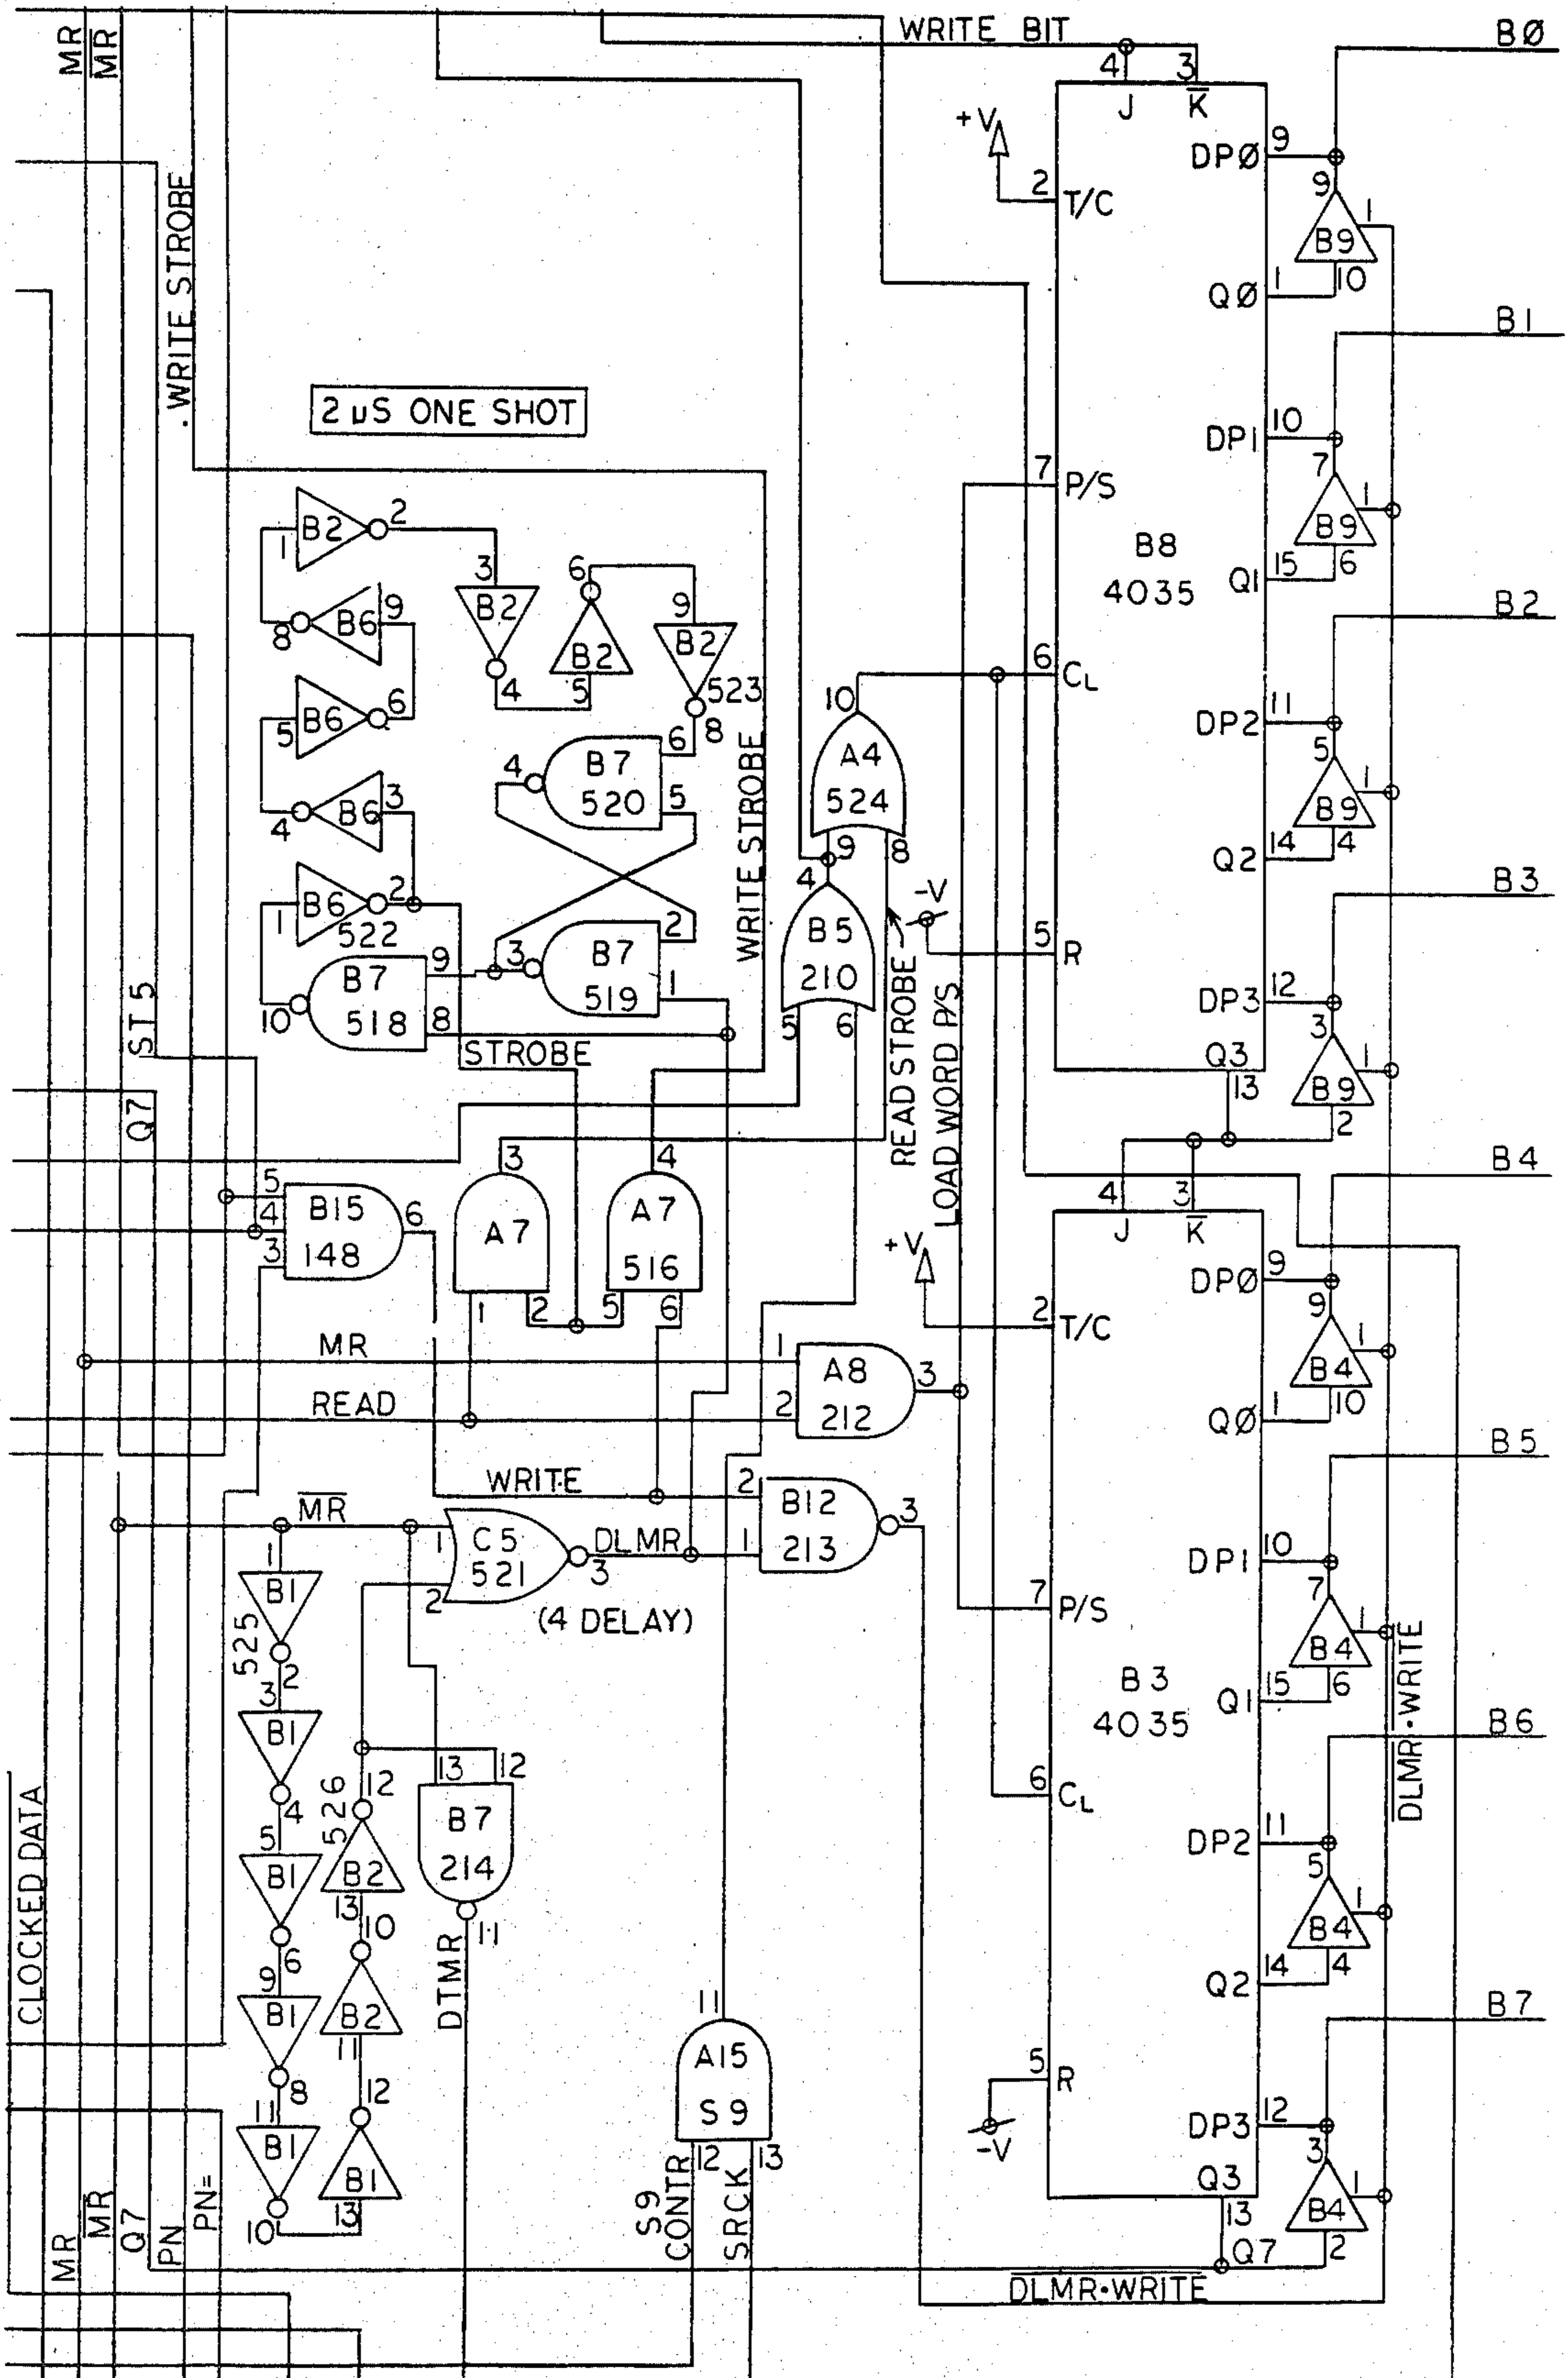 MR
M̅R̅
WRITE BIT
BØ
4
3
J
K̅
+V
DPØ
9
9
1
2
T/C
B9
QØ
1
10
WRITE STROBE
B1
2 µS ONE SHOT
DP1
10
7
1
7
P/S
B9
B8
4035
Q1
15
6
B2
2
1
3
6
9
B2
B2
B2
4
5
523
8
B6
9
8
B6
6
5
B6
3
4
B6
2
1
522
B2
6
CL
DP2
11
5
1
B9
Q2
14
4
10
A4
524
9
8
4
B7
520
6
5
4
B7
519
2
1
3
B7
518
9
8
10
STROBE
WRITE STROBE
B5
210
5
6
-V
READ STROBE
LOAD WORD P/S
B3
5
R
DP3
12
3
1
B9
Q3
13
2
ST5
Q7
B4
4
3
J
K̅
5
4
3
B15
148
6
3
A7
1
2
4
A7
516
5
6
+V
DPØ
9
9
1
2
T/C
B4
MR
1
A8
212
3
READ
2
QØ
1
10
B5
WRITE
2
B12
213
3
M̅R̅
1
C5
521
DLMR
3
1
2
(4 DELAY)
DP1
10
7
1
7
P/S
B4
1
B1
525
2
3
B1
4
5
B1
6
9
B1
8
11
B1
10
B3
4035
Q1
15
6
D̅L̅M̅R̅·̅W̅R̅I̅T̅E̅
B6
12
526
B2
13
10
B2
11
12
B1
13
13
12
B7
214
11
DTMR
6
CL
DP2
11
5
1
B4
Q2
14
4
CLOCKED DATA
B7
11
A15
S9
12
13
S9
CONTR
SRCK
5
R
-V
DP3
12
3
1
B4
Q3
13
2
Q7
MR
M̅R̅
Q7
PN
PN=
D̅L̅M̅R̅·̅W̅R̅I̅T̅E̅